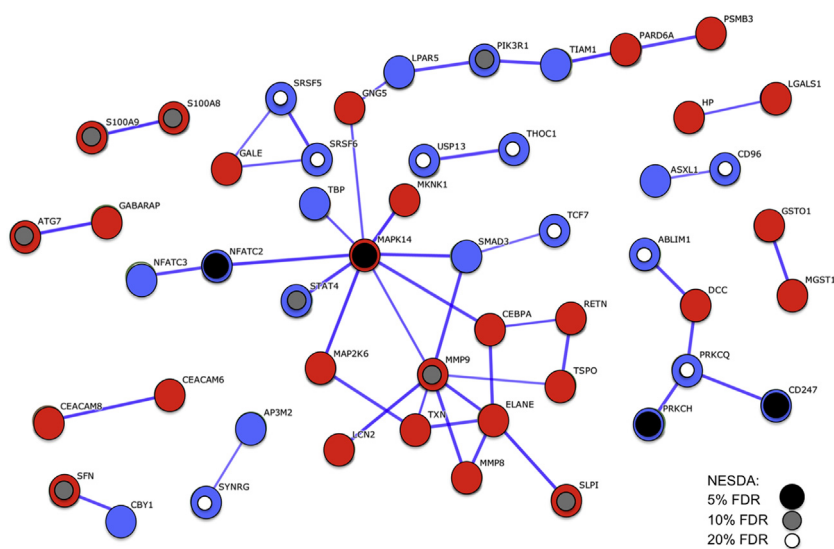 PSMB3
PARD6A
TIAM1
PIK3R1
LPAR5
GNG5
SRSF5
SRSF6
GALE
S100A8
S100A9
LGALS1
HP
USP13
THOC1
CD96
ASXL1
TBP
MKNK1
GABARAP
ATG7
TCF7
GSTO1
MAPK14
SMAD3
ABLIM1
NFATC2
NFATC3
STAT4
MGST1
DCC
CEBPA
RETN
MAP2K6
MMP9
TSPO
PRKCQ
CEACAM6
CEACAM8
CD247
PRKCH
AP3M2
TXN
ELANE
LCN2
MMP8
SLPI
SFN
CBY1
SYNRG
NESDA:
5% FDR
10% FDR
20% FDR